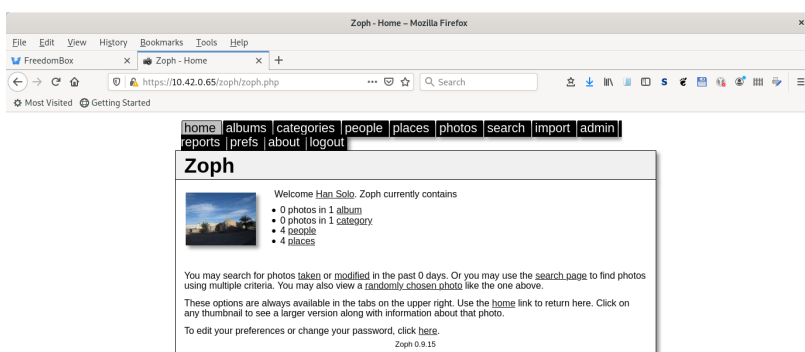 Zoph - Home – Mozilla Firefox
File Edit View History Bookmarks Tools Help
FreedomBox
Zoph - Home
https://10.42.0.65/zoph/zoph.php
Search
Most Visited Getting Started
home albums categories people places photos search import admin
reports prefs about logout
Zoph
Welcome Han Solo. Zoph currently contains
0 photos in 1 album
0 photos in 1 category
4 people
4 places
You may search for photos taken or modified in the past 0 days. Or you may use the search page to find photos
using multiple criteria. You may also view a randomly chosen photo like the one above.
These options are always available in the tabs on the upper right. Use the home link to return here. Click on
any thumbnail to see a larger version along with information about that photo.
To edit your preferences or change your password, click here.
Zoph 0.9.15